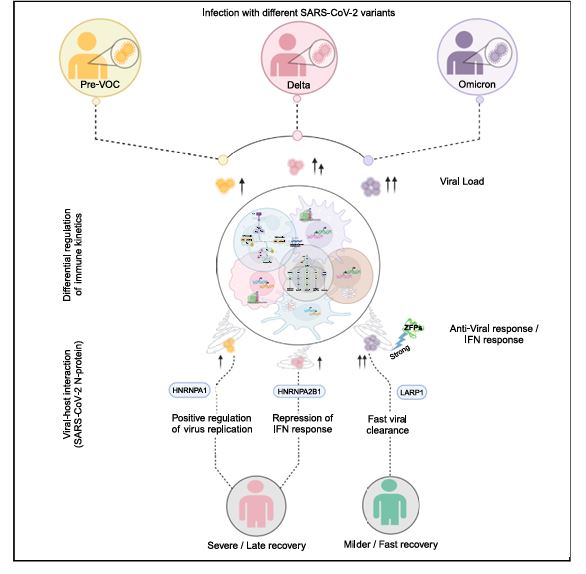 Infection with different SARS-CoV-2 variants
Pre-VOC
Delta
Omicron
Viral Load
Differential regulation
of immune kinetics
Viral-host interaction
(SARS-CoV-2 N-protein)
ZFPs
Strong
Anti-Viral response /
IFN response
HNRNPA1
HNRNPA2B1
LARP1
Positive regulation
of virus replication
Repression of
IFN response
Fast viral
clearance
Severe / Late recovery
Milder / Fast recovery